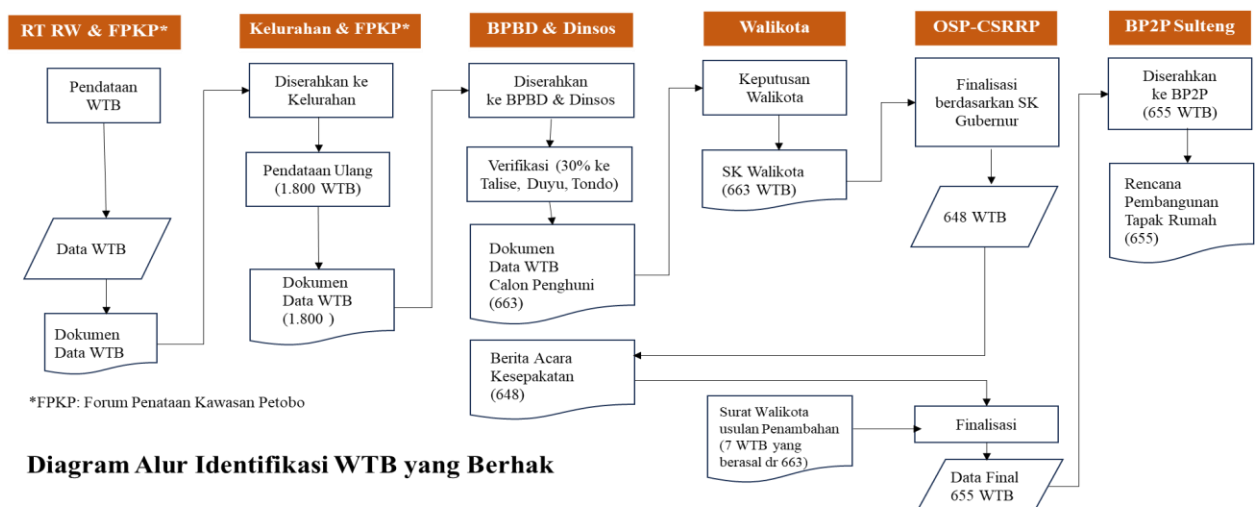 RT RW & FPKP*
Pendataan
WTB
Data WTB
Dokumen
Data WTB
Kelurahan & FPKP*
Diserahkan ke
Kelurahan
Pendataan Ulang
(1.800 WTB)
Dokumen
Data WTB
(1.800 )
BPBD & Dinsos
Diserahkan
ke BPBD & Dinsos
Verifikasi (30% ke
Talise, Duyu, Tondo)
Dokumen
Data WTB
Calon Penghuni
(663)
Berita Acara
Kesepakatan
(648)
Walikota
Keputusan
Walikota
SK Walikota
(663 WTB)
Surat Walikota
usulan Penambahan
(7 WTB yang
berasal dr 663)
OSP-CSRRP
Finalisasi
berdasarkan SK
Gubernur
648 WTB
Finalisasi
Data Final
655 WTB
BP2P Sulteng
Diserahkan
ke BP2P
(655 WTB)
Rencana
Pembangunan
Tapak Rumah
(655)
*FPKP: Forum Penataan Kawasan Petobo
Diagram Alur Identifikasi WTB yang Berhak